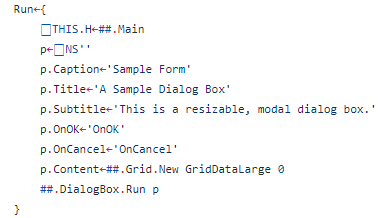 Run←{
⎕THIS.H←##.Main
p←⎕NS''
p.Caption←'Sample Form'
p.Title←'A Sample Dialog Box'
p.Subtitle←'This is a resizable, modal dialog box.'
p.OnOK←'OnOK'
p.OnCancel←'OnCancel'
p.Content←##.Grid.New GridDataLarge 0
##.DialogBox.Run p
}